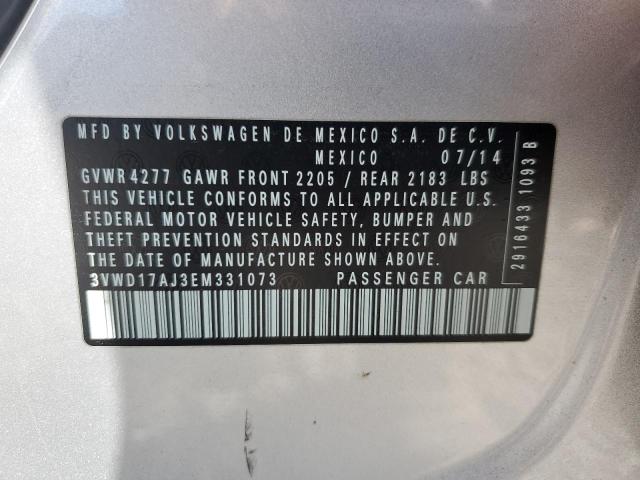 MFD BY VOLKSWAGEN DE MEXICO S.A. DE C.V.
MEXICO 07/14
GVWR 4277 GAWR FRONT 2205 / REAR 2183 LBS
THIS VEHICLE CONFORMS TO ALL APPLICABLE U.S.
FEDERAL MOTOR VEHICLE SAFETY, BUMPER AND
THEFT PREVENTION STANDARDS IN EFFECT ON
THE DATE OF MANUFACTURE SHOWN ABOVE.
3VWD17AJ3EM331073 PASSENGER CAR
2916433 1093 B